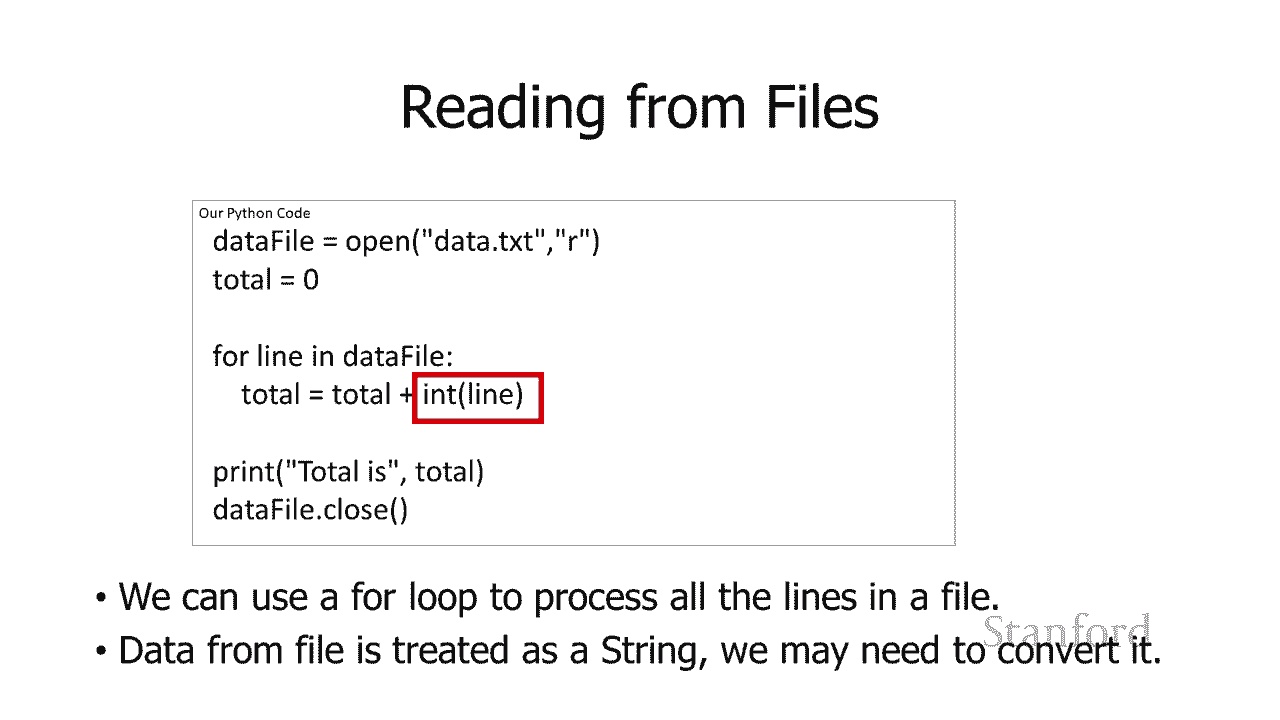 Reading from Files
Our Python Code
dataFile = open("data.txt","r")
total = 0
for line in dataFile:
total = total + int(line)
print("Total is", total)
dataFile.close()
• We can use a for loop to process all the lines in a file.
• Data from file is treated as a String, we may need to convert it.
Stanford